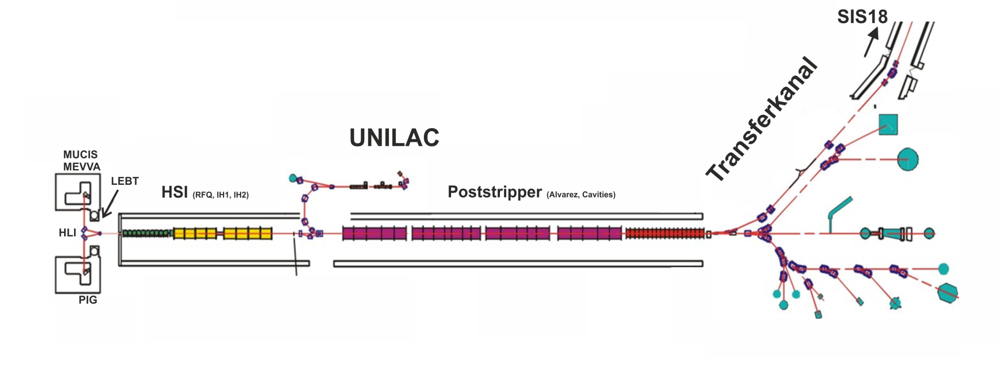 SIS18
Transferkanal
UNILAC
MUCIS
MEVVA
LEBT
HSI (RFQ, IH1, IH2)
Poststripper (Alvarez, Cavities)
HLI
PIG